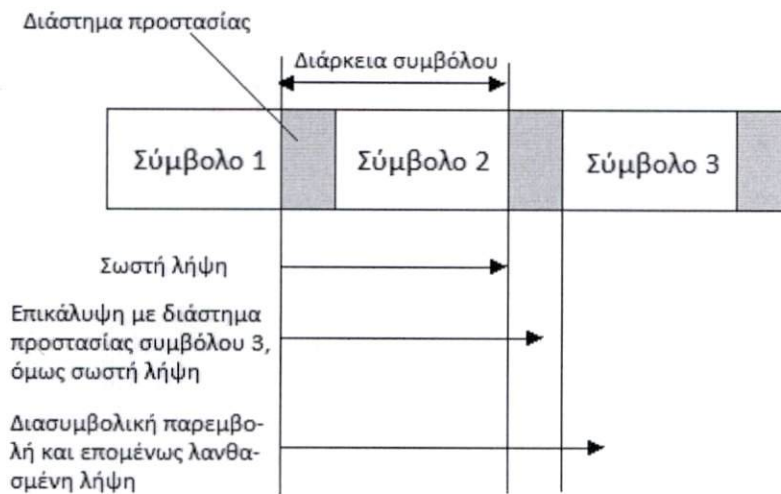 Διάστημα προστασίας
Διάρκεια συμβόλου
Σύμβολο 1
Σύμβολο 2
Σύμβολο 3
Σωστή λήψη
Επικάλυψη με διάστημα
προστασίας συμβόλου 3,
όμως σωστή λήψη
Διασυμβολική παρεμβο-
λή και επομένως λανθα-
σμένη λήψη